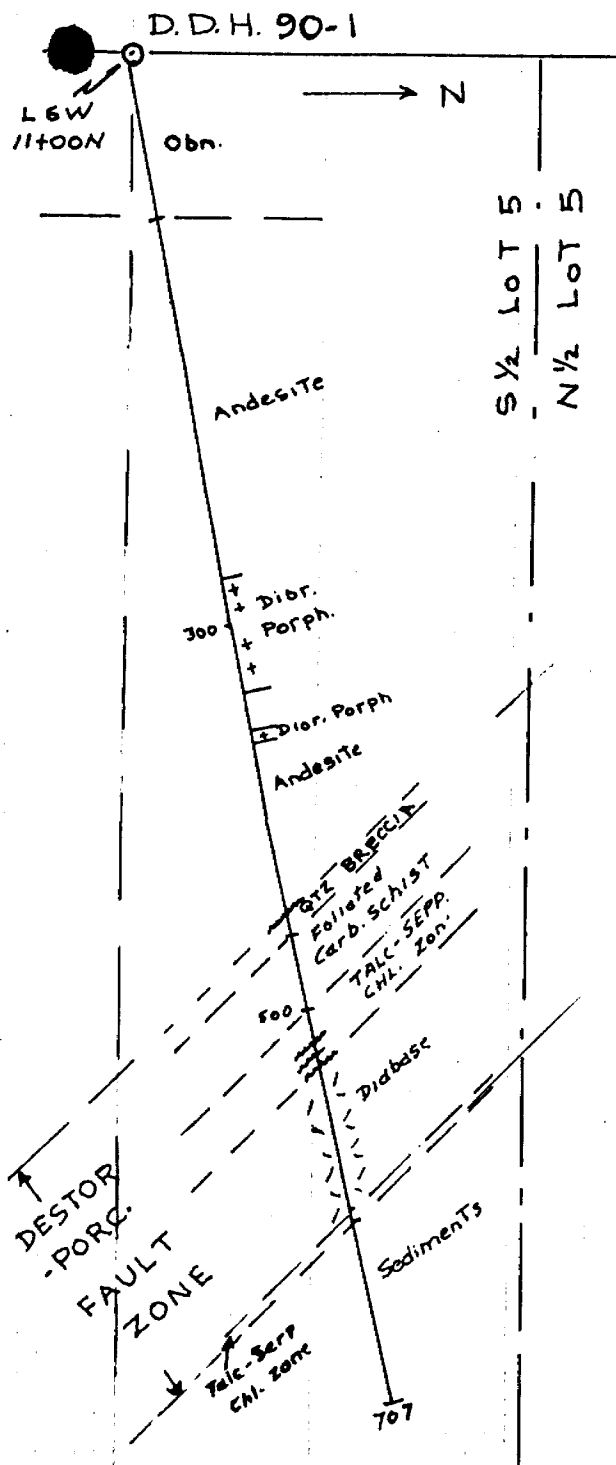 D.D.H. 90-1
L6W
11+00N
N
Obn.
S 1/2 LOT 5
N 1/2 LOT 5
Andesite
Dior.
Porph.
300
Dior. Porph
Andesite
QTZ BRECCIA
Foliated
Carb. Schist
TALC-SEPP.
CHL. Zon.
500
Diabase
DESTOR
-PORC.
FAULT
ZONE
Sediments
Talc-Serp
Chl. Zone
707